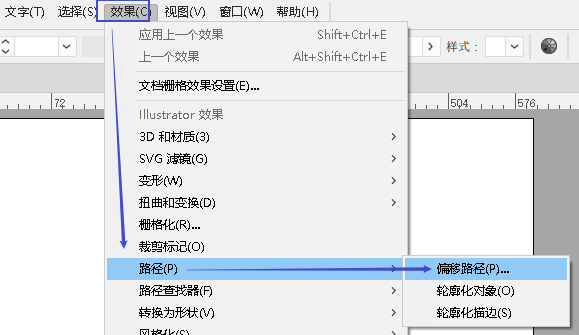 文字(T) 选择(S) 效果(C) 视图(V) 窗口(W) 帮助(H)
应用上一个效果 Shift+Ctrl+E
上一个效果 Alt+Shift+Ctrl+E
样式:
文档栅格效果设置(E)...
72 504 576
Illustrator 效果
3D 和材质(3)
SVG 滤镜(G)
变形(W)
扭曲和变换(D)
栅格化(R)...
裁剪标记(O)
路径(P) 偏移路径(P)...
路径查找器(F) 轮廓化对象(O)
转换为形状(V) 轮廓化描边(S)
风格化(S)